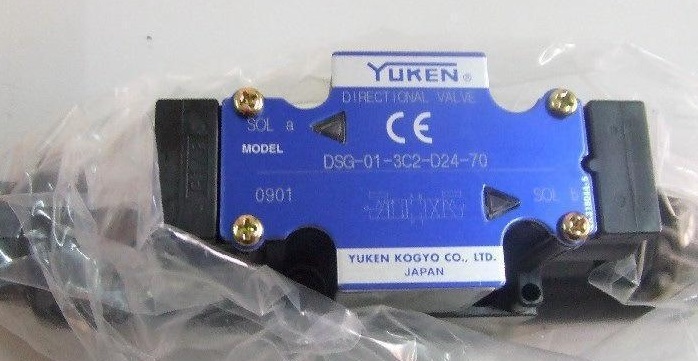 YUKEN®
DIRECTIONAL VALVE
SOL a
CE
MODEL
DSG-01-3C2-D24-70
0901
SOL b
YUKEN KOGYO CO., LTD.
JAPAN